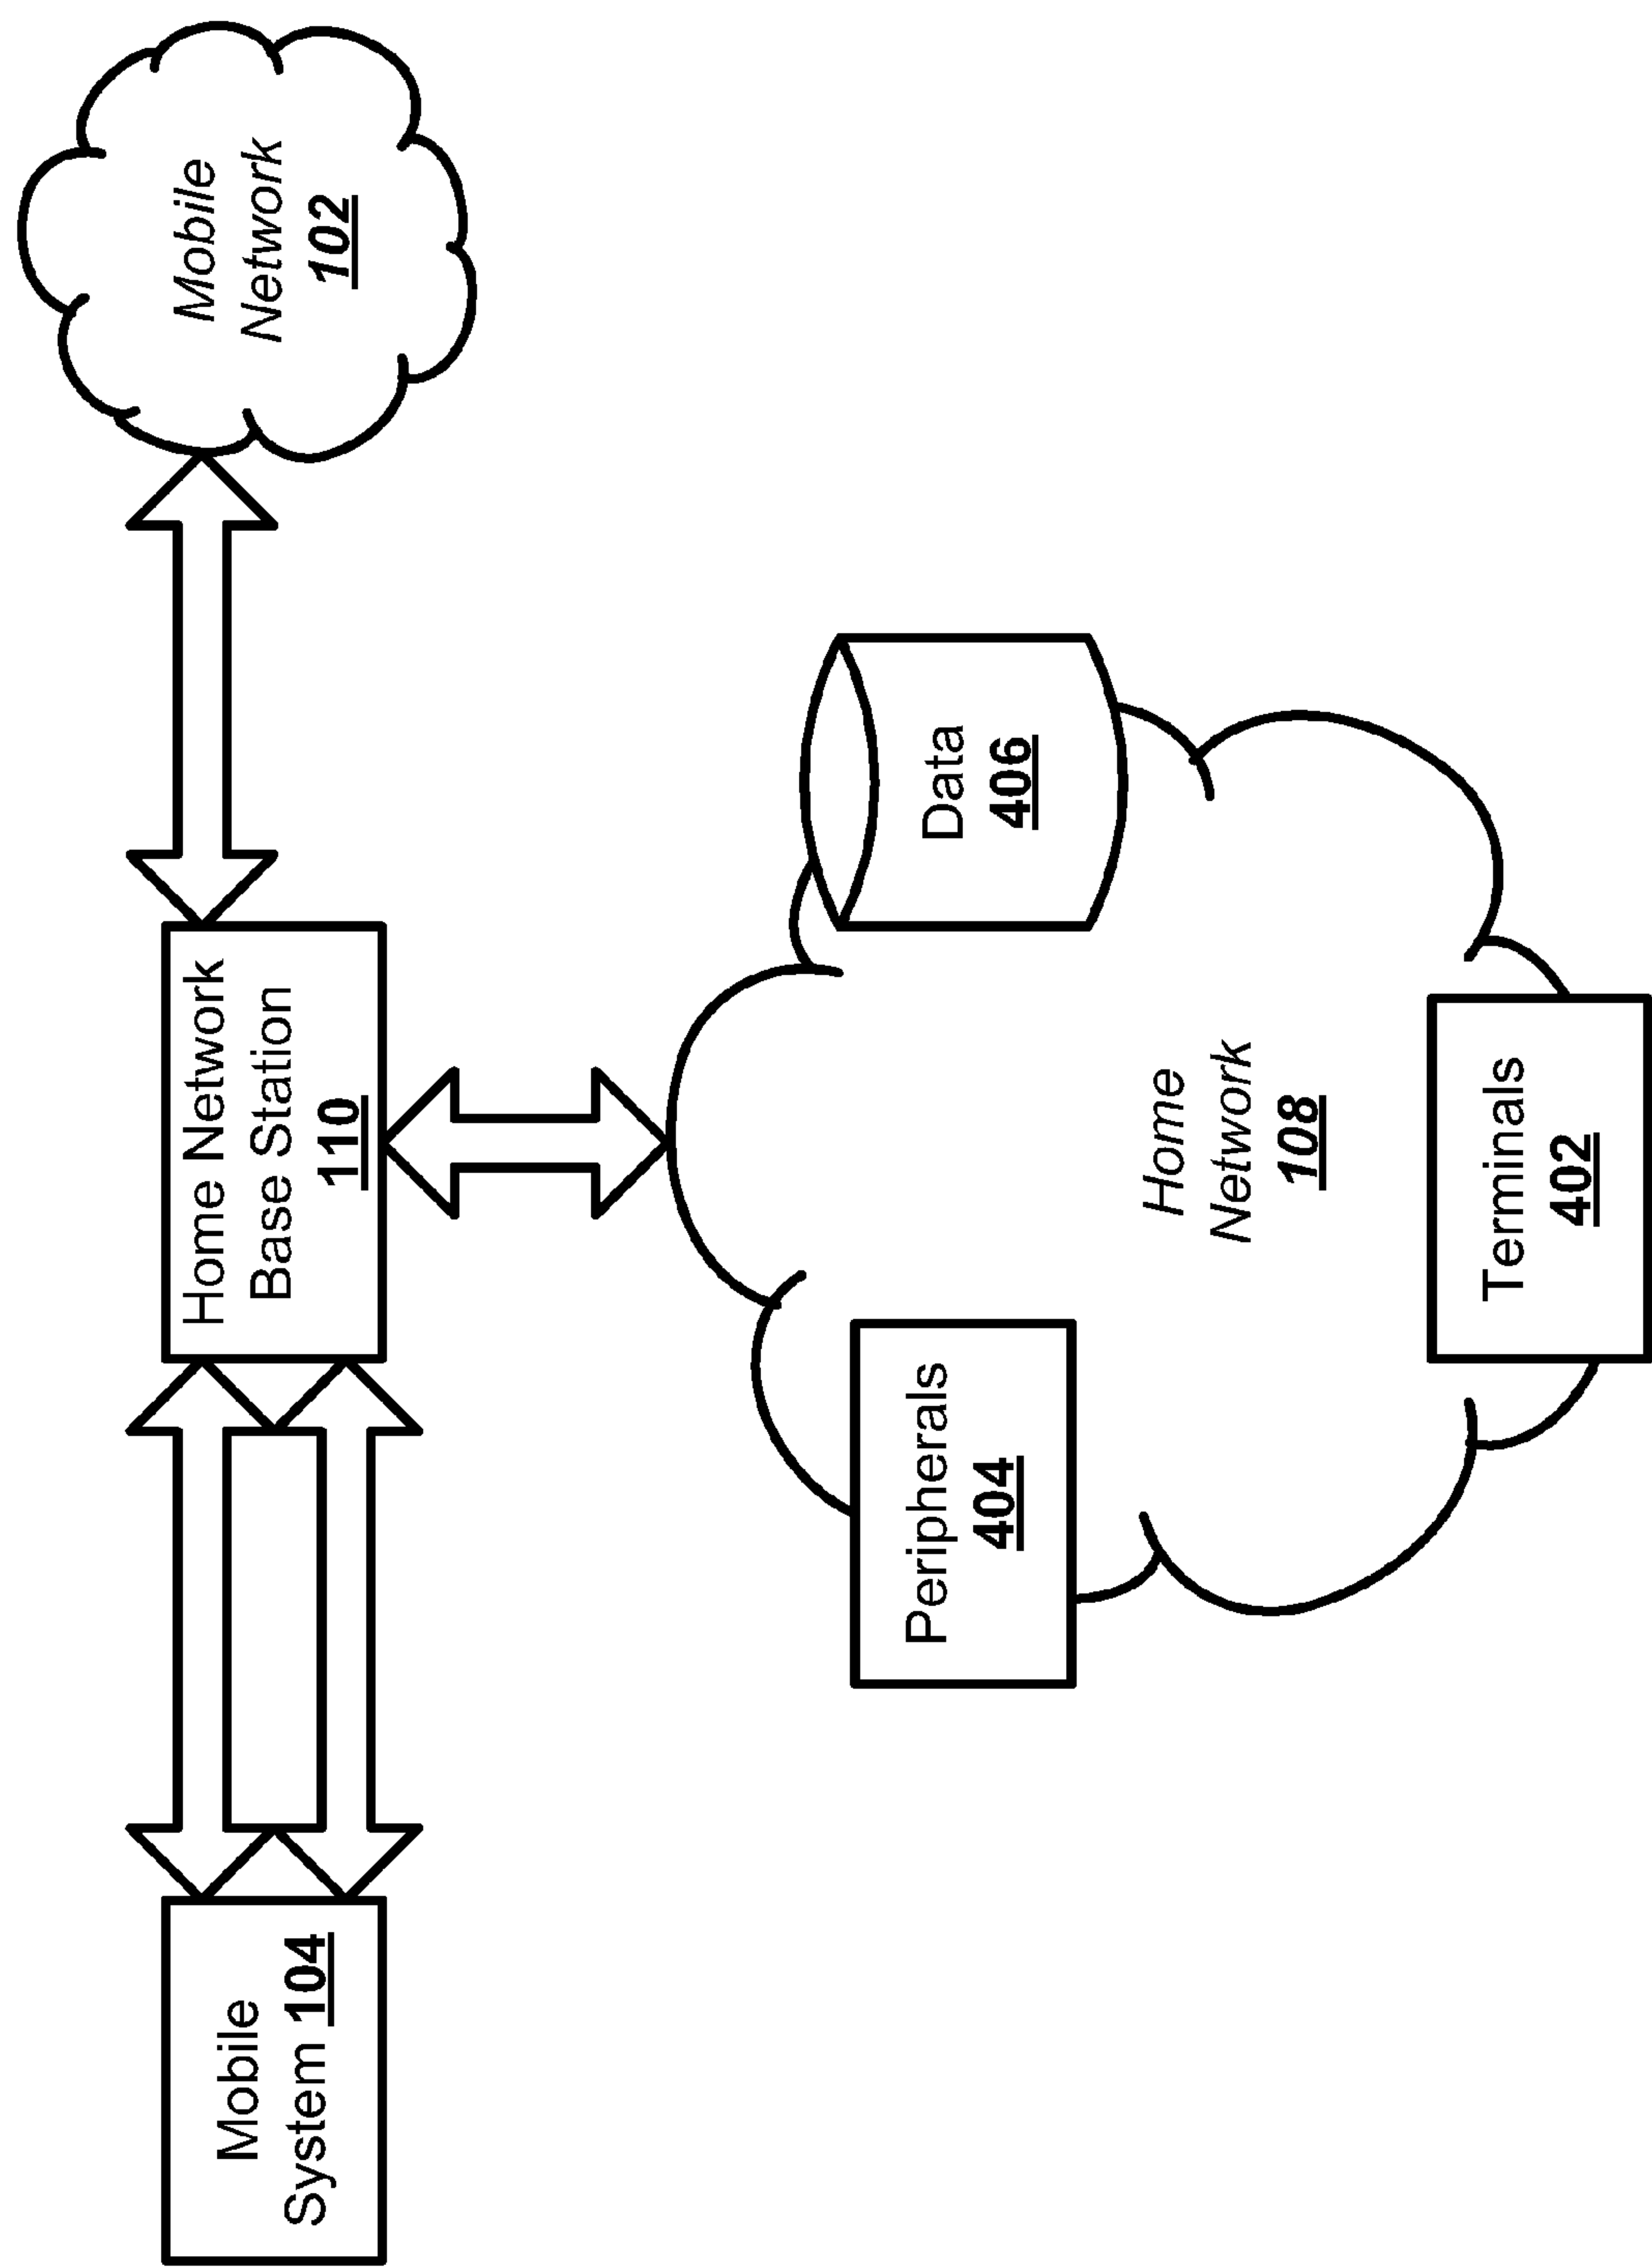 Mobile
System 104
Home Network
Base Station
110
Mobile
Network
102
Peripherals
404
Data
406
Home
Network
108
Terminals
402